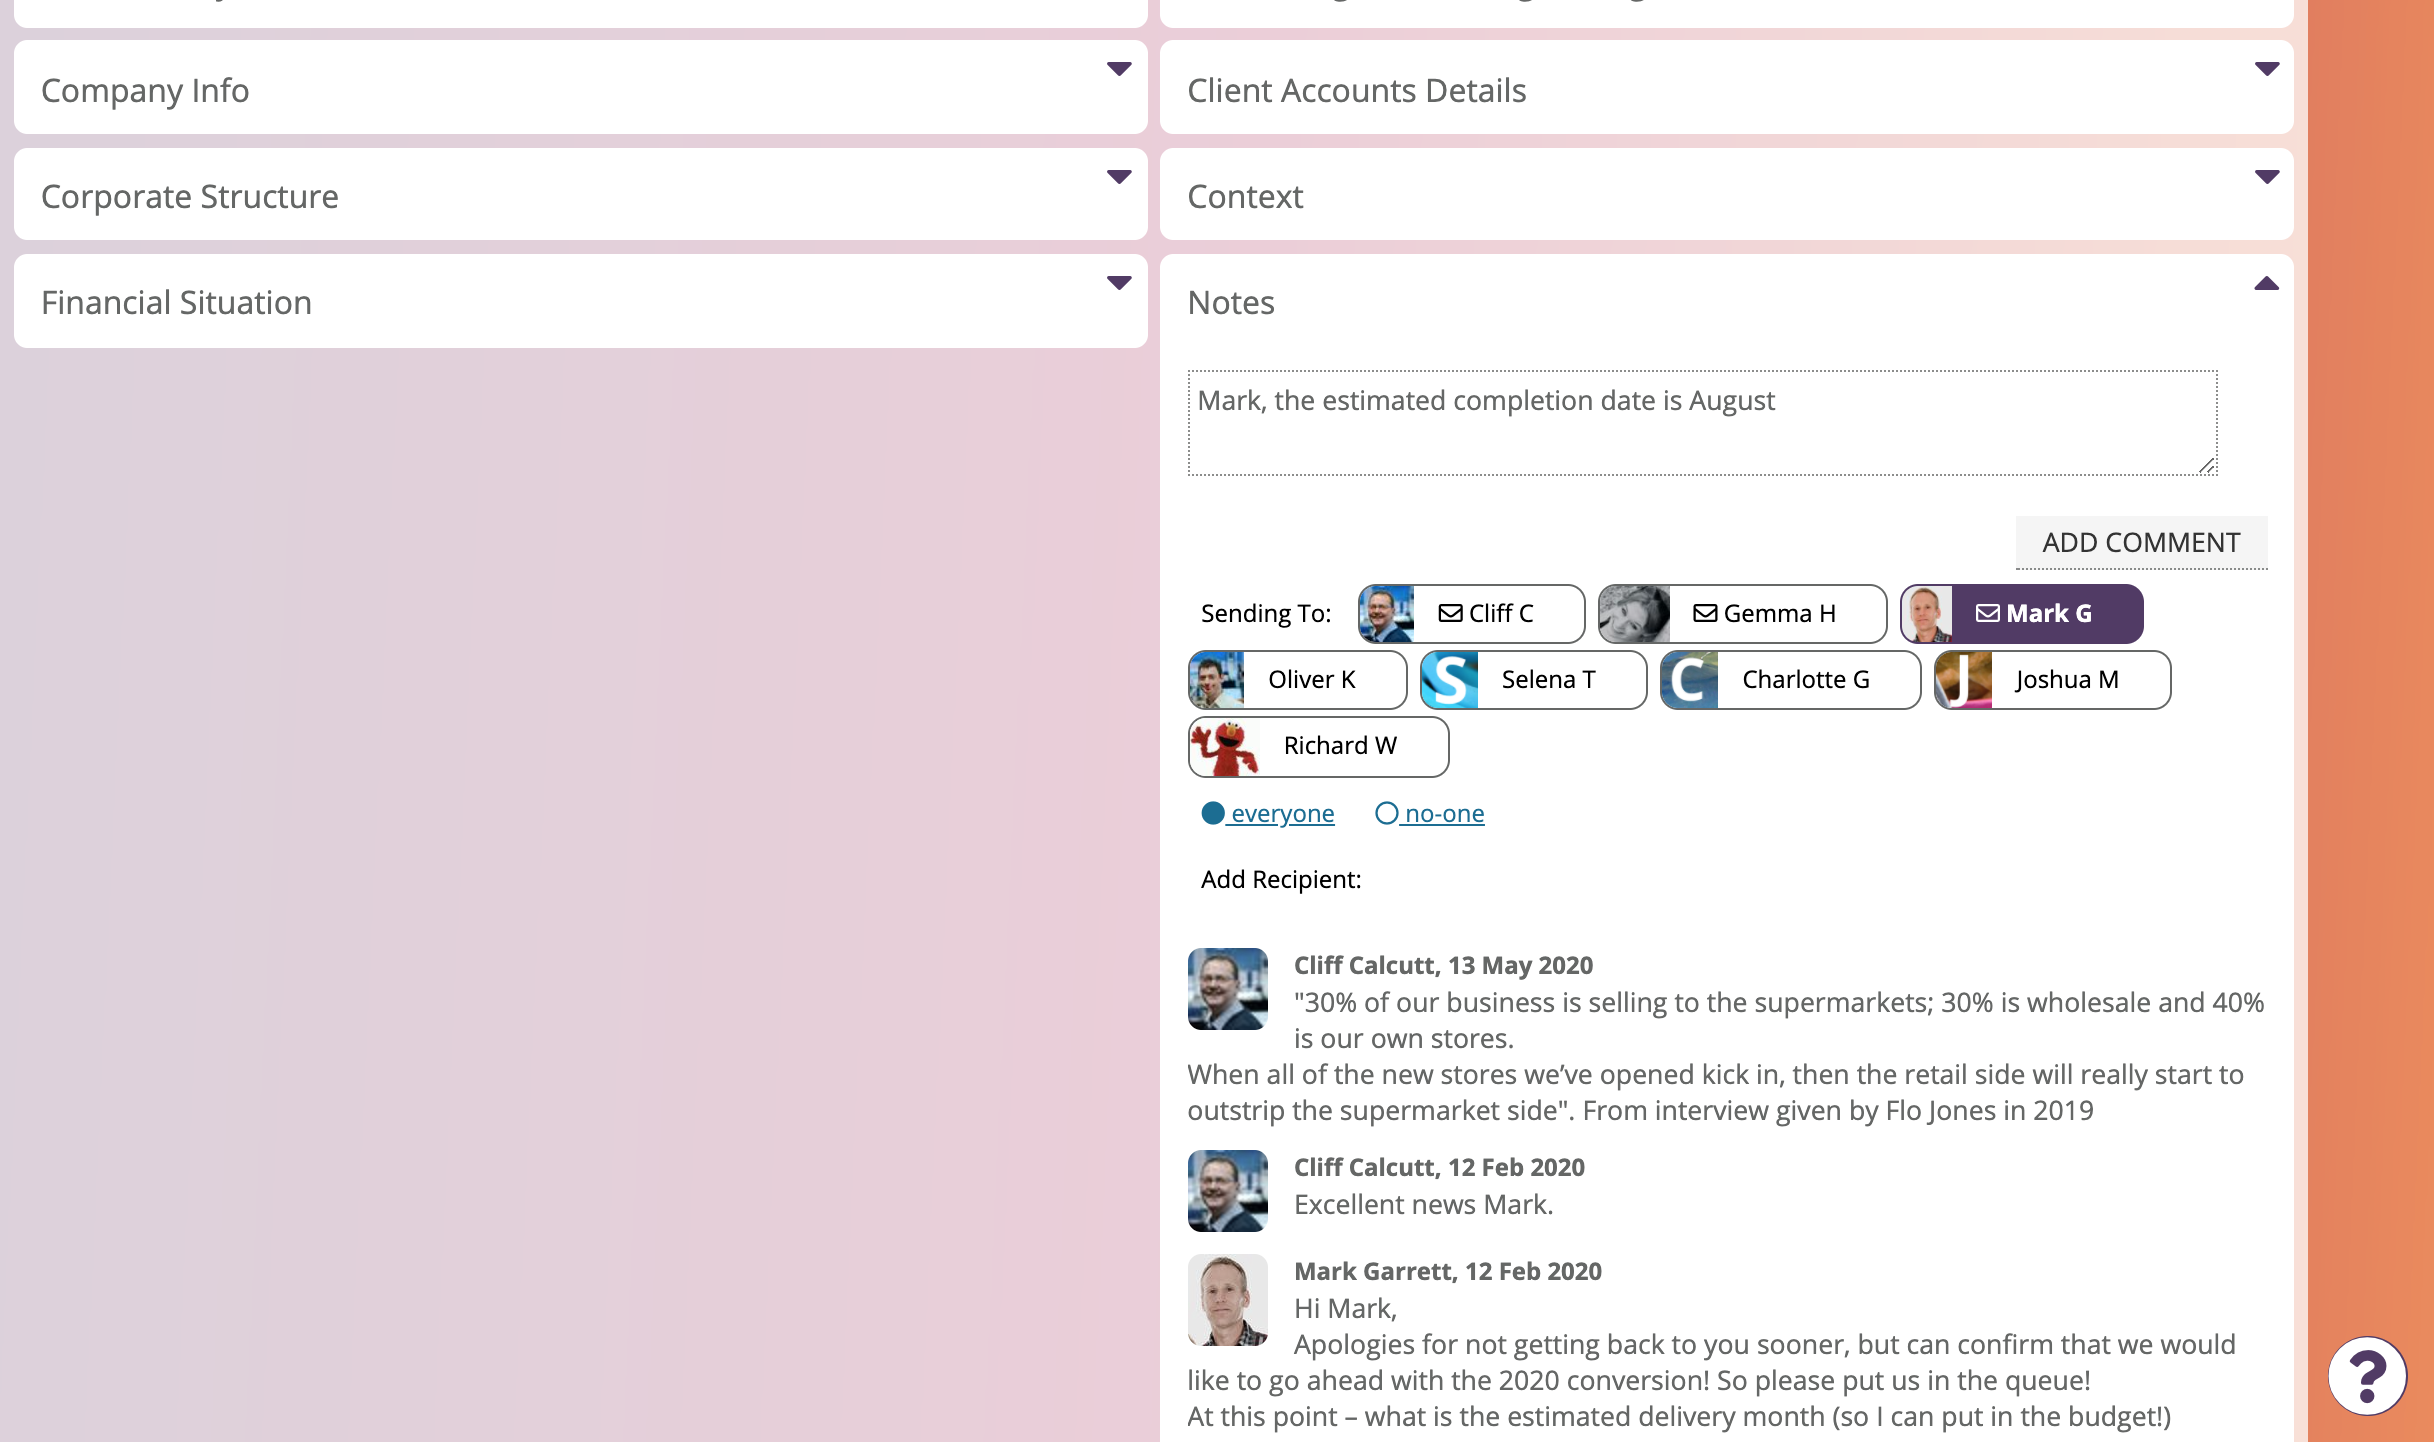 Company Info
Client Accounts Details
Corporate Structure
Context
Financial Situation
Notes
Mark, the estimated completion date is August
ADD COMMENT
Sending To:
Cliff C
Gemma H
Mark G
Oliver K
S
Selena T
C
Charlotte G
J
Joshua M
Richard W
everyone
no-one
Add Recipient:
Cliff Calcutt, 13 May 2020
"30% of our business is selling to the supermarkets; 30% is wholesale and 40%
is our own stores.
When all of the new stores we’ve opened kick in, then the retail side will really start to
outstrip the supermarket side". From interview given by Flo Jones in 2019
Cliff Calcutt, 12 Feb 2020
Excellent news Mark.
Mark Garrett, 12 Feb 2020
Hi Mark,
Apologies for not getting back to you sooner, but can confirm that we would
like to go ahead with the 2020 conversion! So please put us in the queue!
At this point – what is the estimated delivery month (so I can put in the budget!)
?